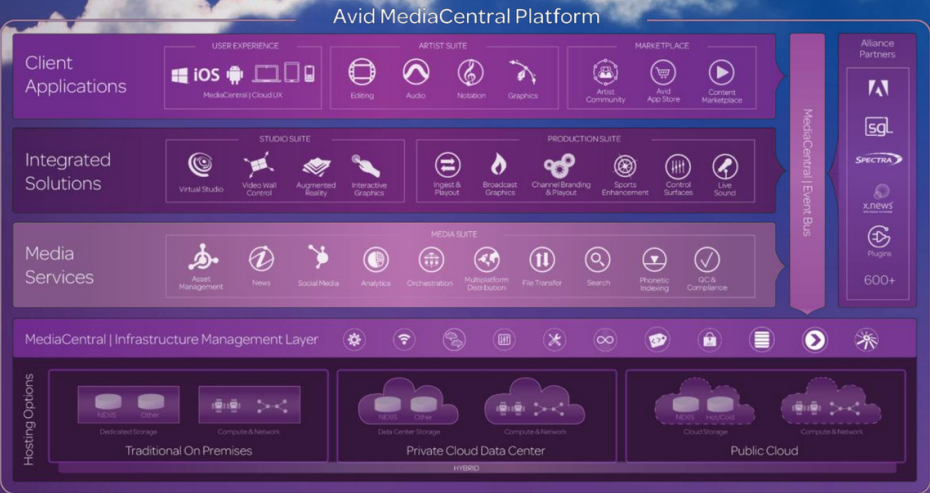 Avid MediaCentral Platform
Client
Applications
USER EXPERIENCE
iOS
MediaCentral | Cloud UX
ARTIST SUITE
Editing
Audio
Notation
Graphics
MARKETPLACE
Artist
Community
Avid
App Store
Content
Marketplace
Integrated
Solutions
STUDIO SUITE
Virtual Studio
Video Wall
Control
Augmented
Reality
Interactive
Graphics
PRODUCTION SUITE
Ingest &
Playout
Broadcast
Graphics
Channel Branding
& Playout
Sports
Enhancement
Control
Surfaces
Live
Sound
Media
Services
MEDIA SUITE
Asset
Management
News
Social Media
Analytics
Orchestration
Multiplatform
Distribution
File Transfer
Search
Phonetic
Indexing
QC &
Compliance
MediaCentral | Event Bus
Alliance
Partners
sgL
SPECTRA
x.news
Plugins
600+
MediaCentral | Infrastructure Management Layer
Hosting Options
NEXIS
Other
Dedicated Storage
Compute & Network
Traditional On Premises
NEXIS
Other
Data Center Storage
Compute & Network
Private Cloud Data Center
NEXIS
Hot/Cold
Cloud Storage
Compute & Network
Public Cloud
HYBRID